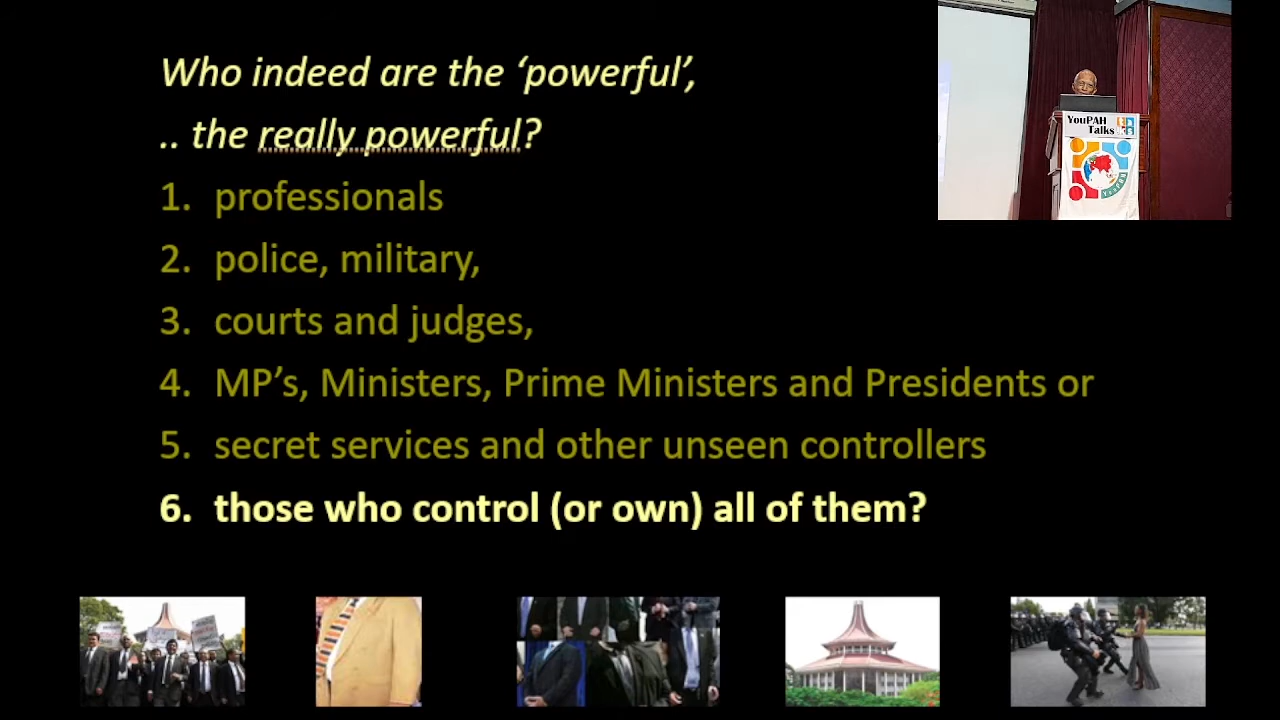 Who indeed are the ‘powerful’,
.. the really powerful?
1. professionals
2. police, military,
3. courts and judges,
4. MP’s, Ministers, Prime Ministers and Presidents or
5. secret services and other unseen controllers
6. those who control (or own) all of them?
YouPAH
Talks
YouPAH